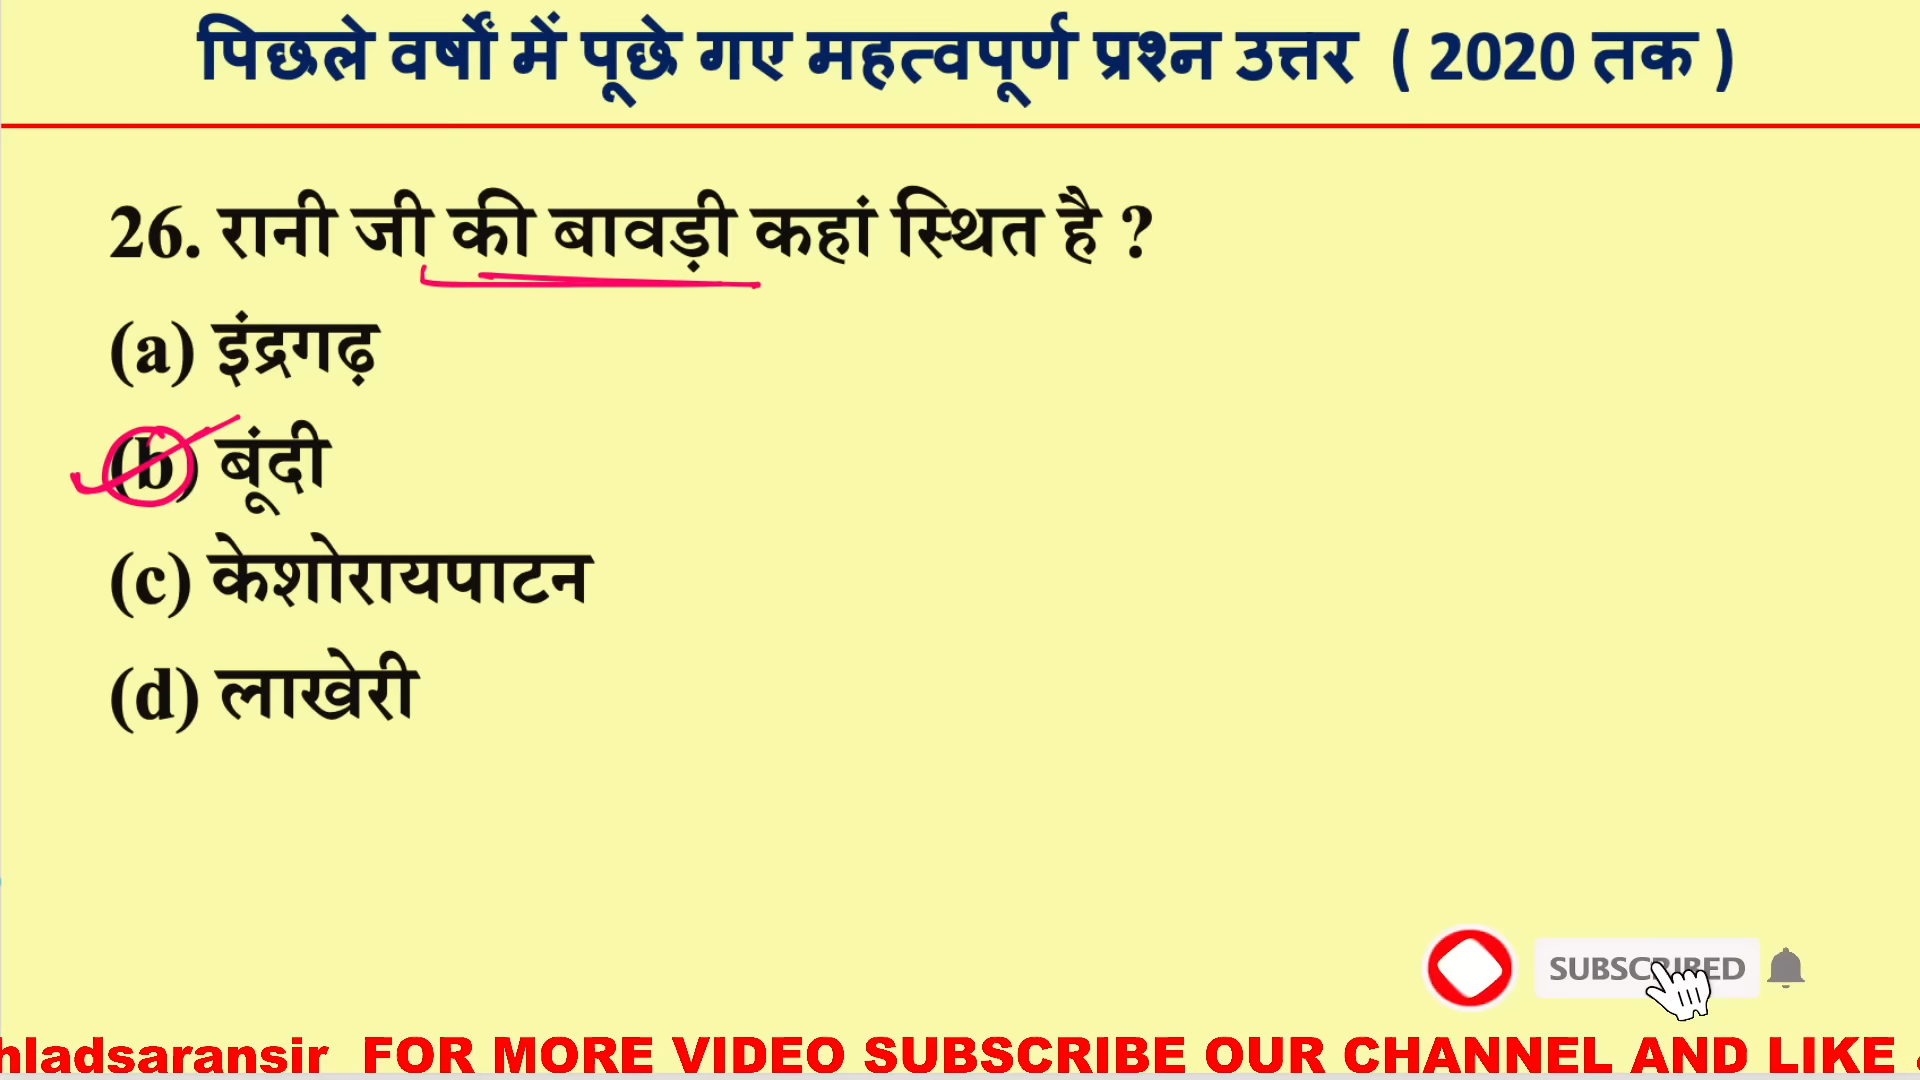 पिछले वर्षों में पूछे गए महत्वपूर्ण प्रश्न उत्तर ( 2020 तक )
26. रानी जी की बावड़ी कहां स्थित है ?
(a) इंद्रगढ़
(b) बूंदी
(c) केशोरायपाटन
(d) लाखेरी
SUBSCRIBED
hladsaransir FOR MORE VIDEO SUBSCRIBE OUR CHANNEL AND LIKE